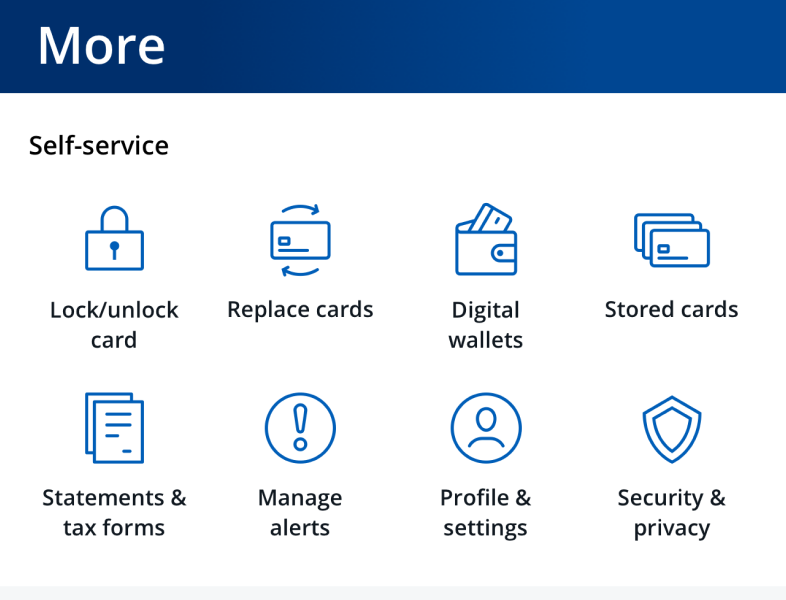 More
Self-service
Lock/unlock
card
Replace cards
Digital
wallets
Stored cards
Statements &
tax forms
Manage
alerts
Profile &
settings
Security &
privacy